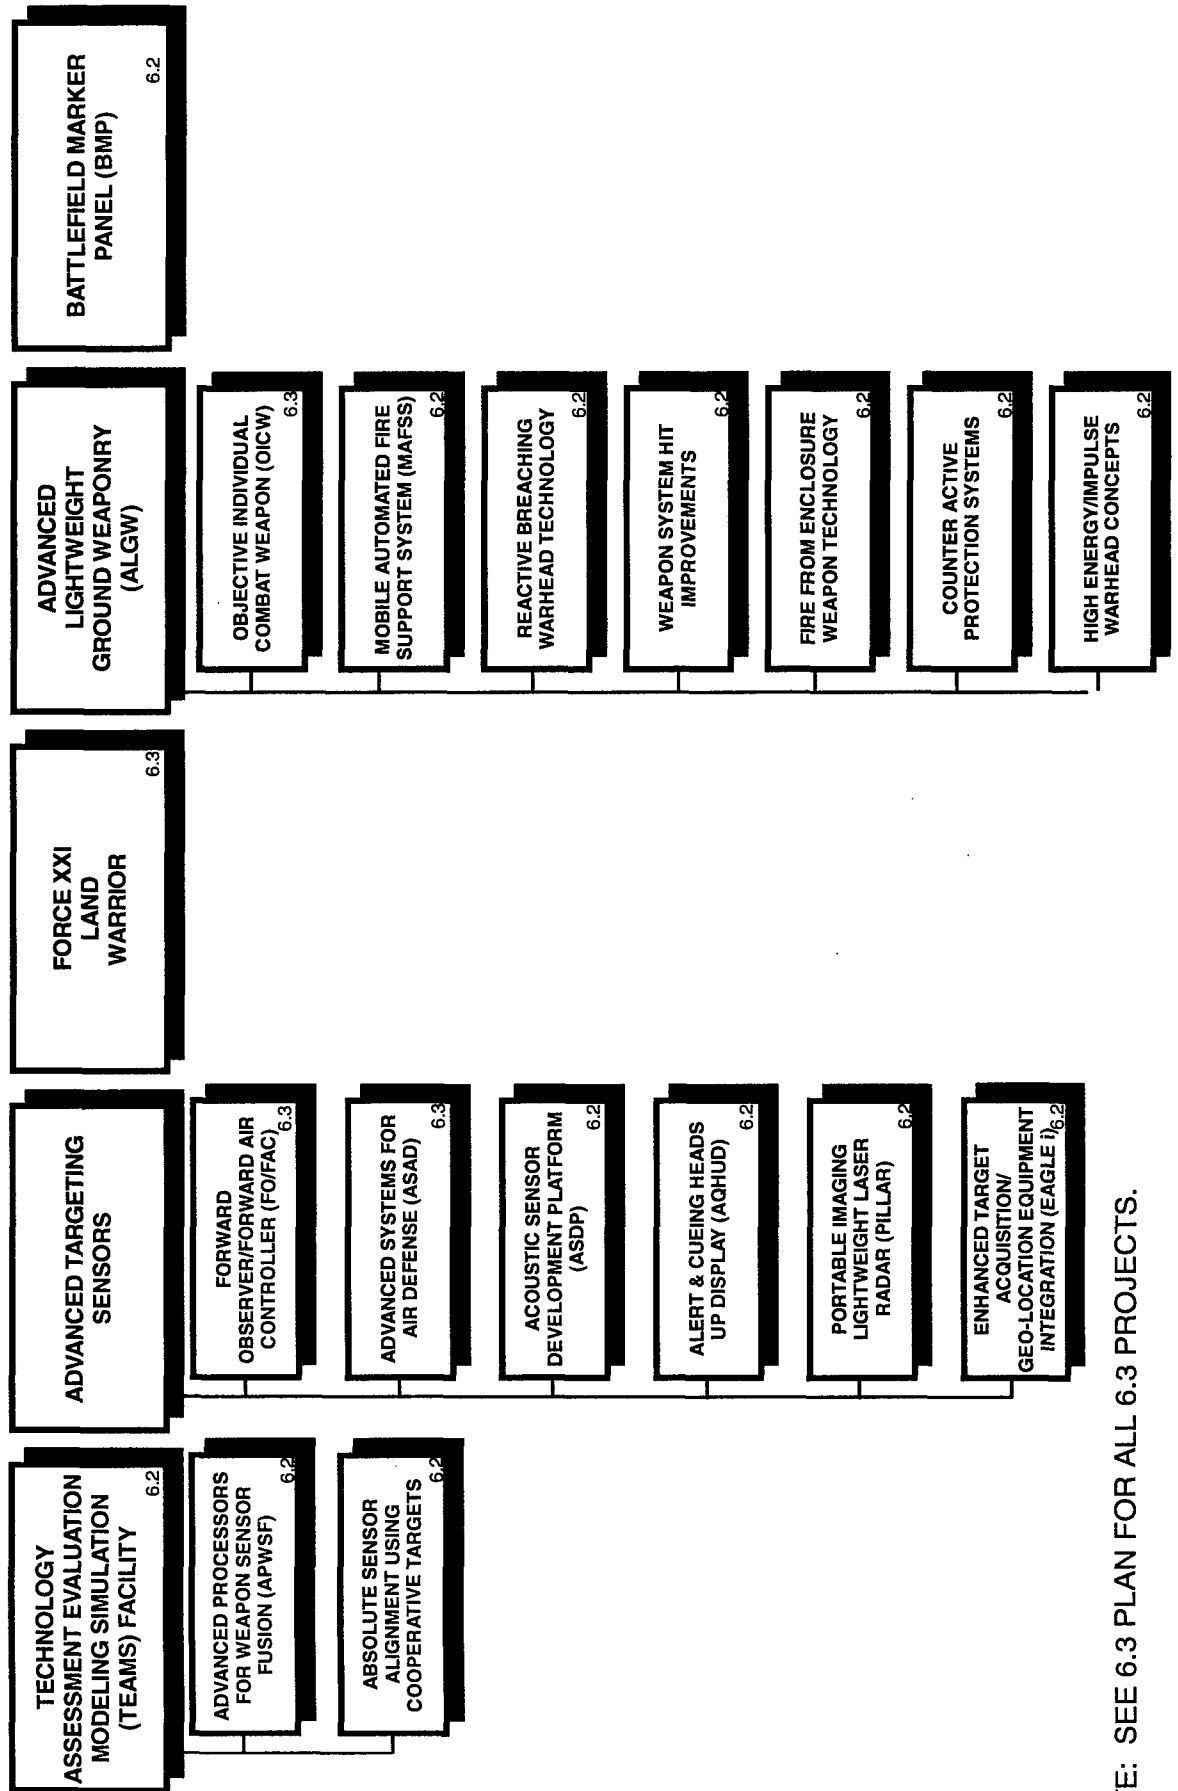 TECHNOLOGY
ASSESSMENT EVALUATION
MODELING SIMULATION
(TEAMS) FACILITY
6.2
ADVANCED PROCESSORS
FOR WEAPON SENSOR
FUSION (APWSF)
6.2
ABSOLUTE SENSOR
ALIGNMENT USING
COOPERATIVE TARGETS
6.2
ADVANCED TARGETING
SENSORS
FORWARD
OBSERVER/FORWARD AIR
CONTROLLER (FO/FAC)
6.3
ADVANCED SYSTEMS FOR
AIR DEFENSE (ASAD)
6.3
ACOUSTIC SENSOR
DEVELOPMENT PLATFORM
(ASDP)
6.2
ALERT & CUEING HEADS
UP DISPLAY (AQHUD)
6.2
PORTABLE IMAGING
LIGHTWEIGHT LASER
RADAR (PILLAR)
6.2
ENHANCED TARGET
ACQUISITION/
GEO-LOCATION EQUIPMENT
INTEGRATION (EAGLE i)
6.2
FORCE XXI
LAND
WARRIOR
6.3
ADVANCED
LIGHTWEIGHT
GROUND WEAPONRY
(ALGW)
OBJECTIVE INDIVIDUAL
COMBAT WEAPON (OICW)
6.3
MOBILE AUTOMATED FIRE
SUPPORT SYSTEM (MAFSS)
6.2
REACTIVE BREACHING
WARHEAD TECHNOLOGY
6.2
WEAPON SYSTEM HIT
IMPROVEMENTS
6.2
FIRE FROM ENCLOSURE
WEAPON TECHNOLOGY
6.2
COUNTER ACTIVE
PROTECTION SYSTEMS
6.2
HIGH ENERGY/IMPULSE
WARHEAD CONCEPTS
6.2
BATTLEFIELD MARKER
PANEL (BMP)
6.2
TE: SEE 6.3 PLAN FOR ALL 6.3 PROJECTS.